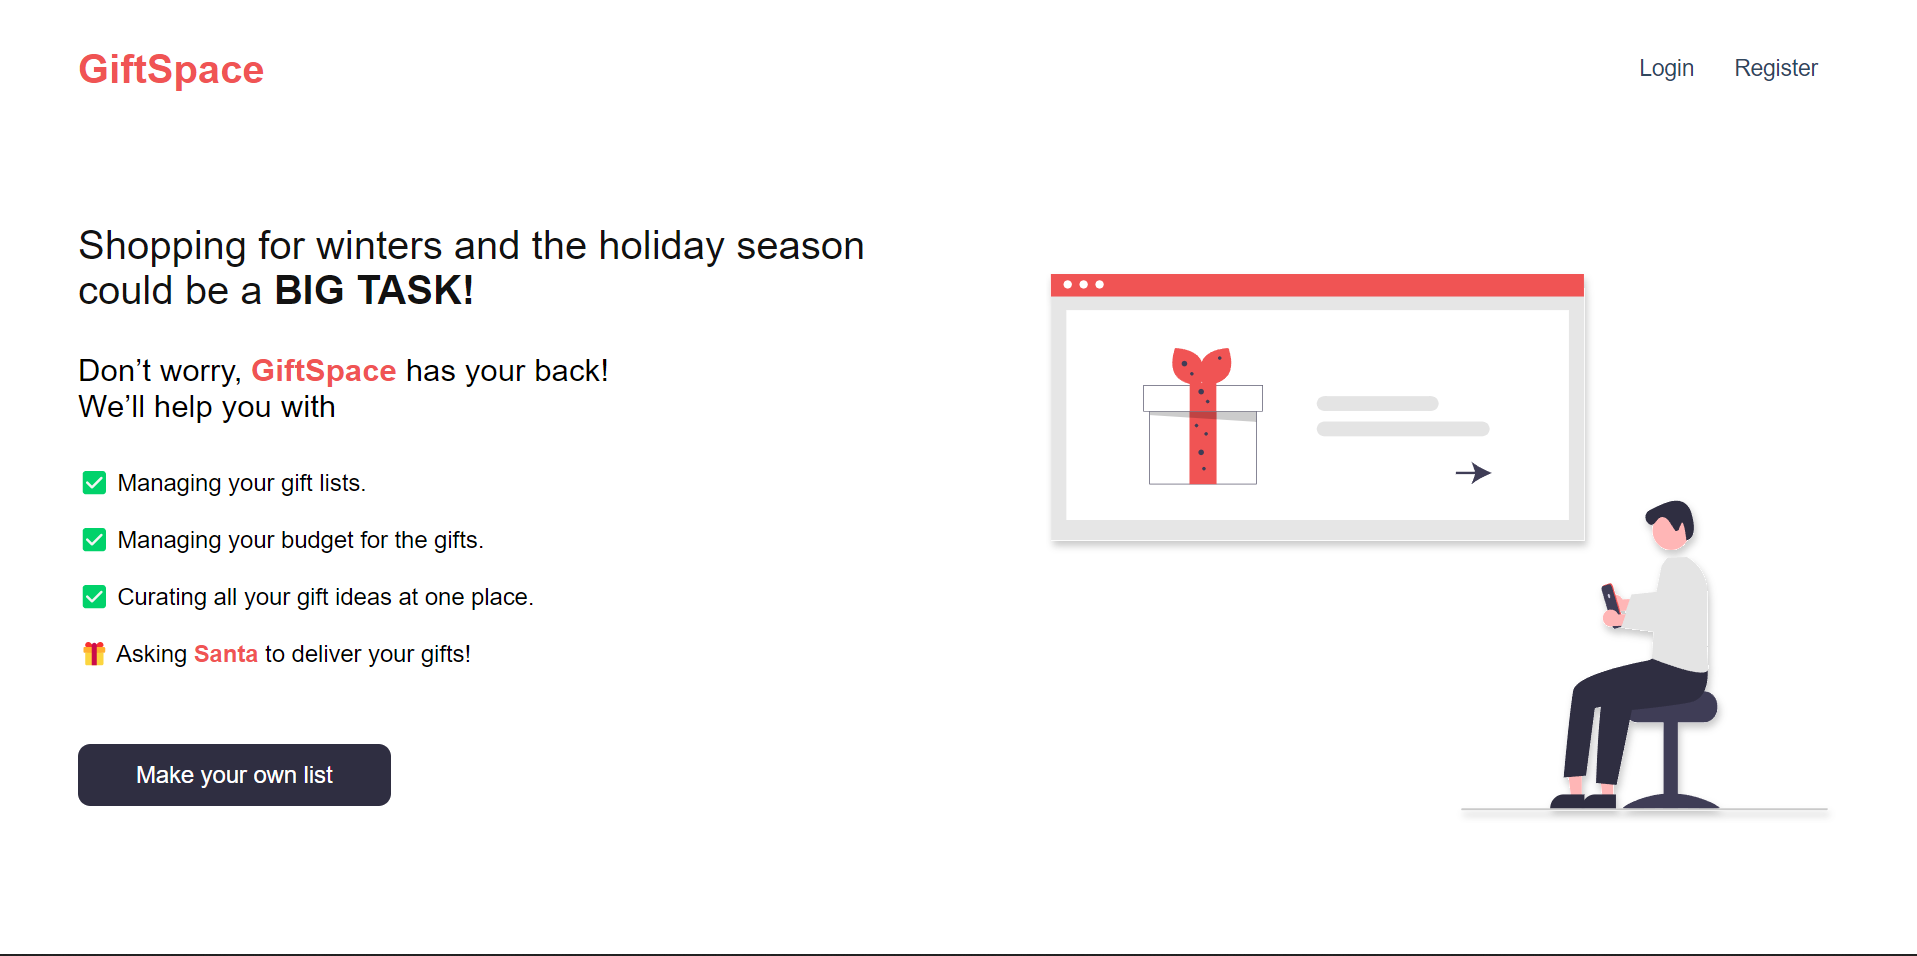 GiftSpace
Login
Register
Shopping for winters and the holiday season
could be a BIG TASK!
Don’t worry, GiftSpace has your back!
We’ll help you with
✅ Managing your gift lists.
✅ Managing your budget for the gifts.
✅ Curating all your gift ideas at one place.
🎁 Asking Santa to deliver your gifts!
Make your own list